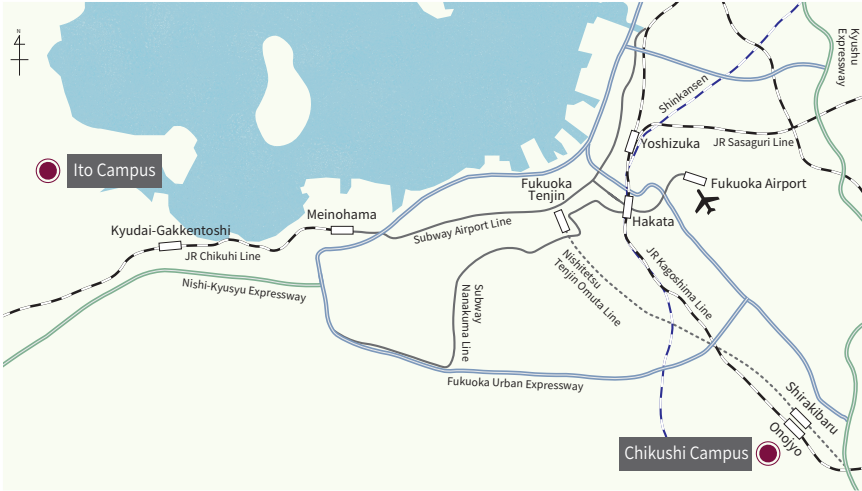 N
Kyushu
Expressway
Shinkansen
Yoshizuka
JR Sasaguri Line
Ito Campus
Fukuoka
Tenjin
Fukuoka Airport
Meinohama
Kyudai-Gakkentoshi
Subway Airport Line
Hakata
JR Chikuhi Line
Nishi-Kyusyu Expressway
Nishitetsu
Tenjin Omuta Line
JR Kagoshima Line
Subway
Nanakuma Line
Fukuoka Urban Expressway
Shirakibaru
Onojyo
Chikushi Campus